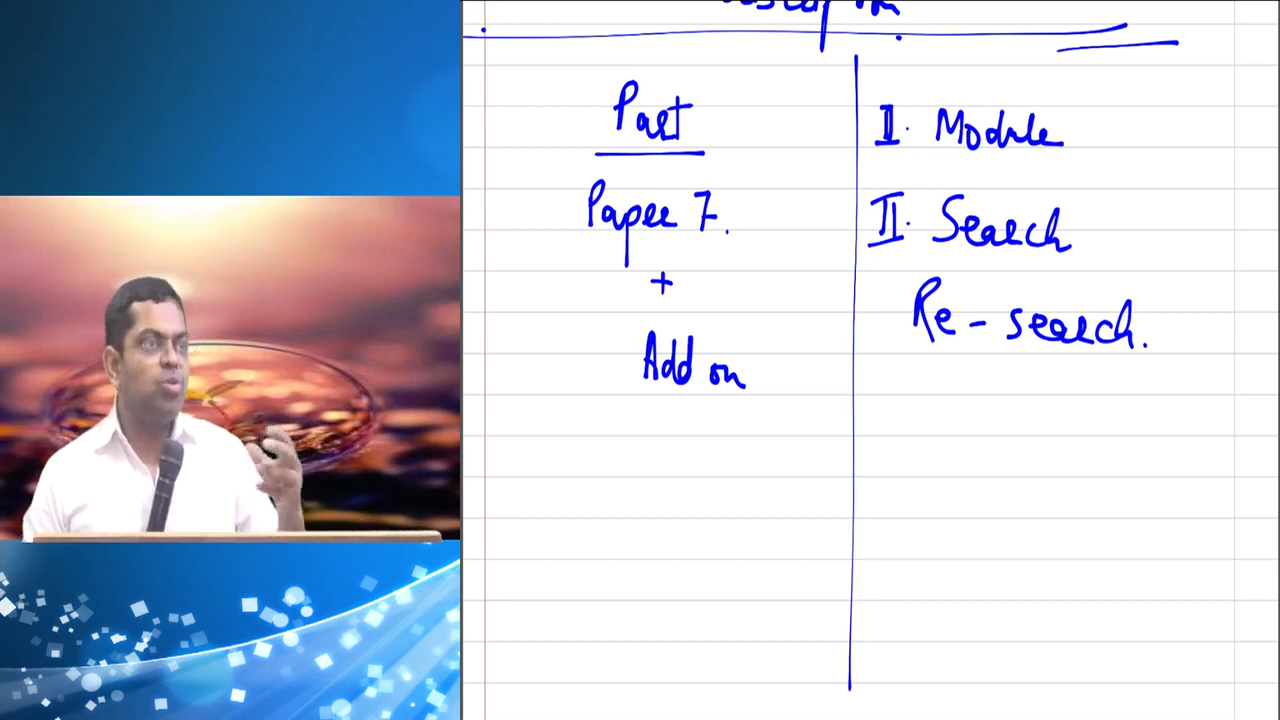 Part
Paper 7.
+
Add on
I. Module
II. Search
Re-search.